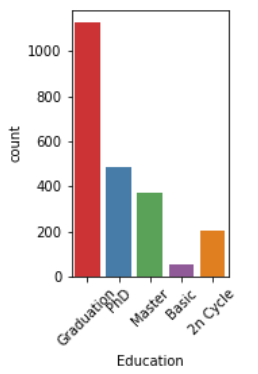 1000
800
600
400
200
0
count
Graduation
PhD
Master
Basic
2n Cycle
Education